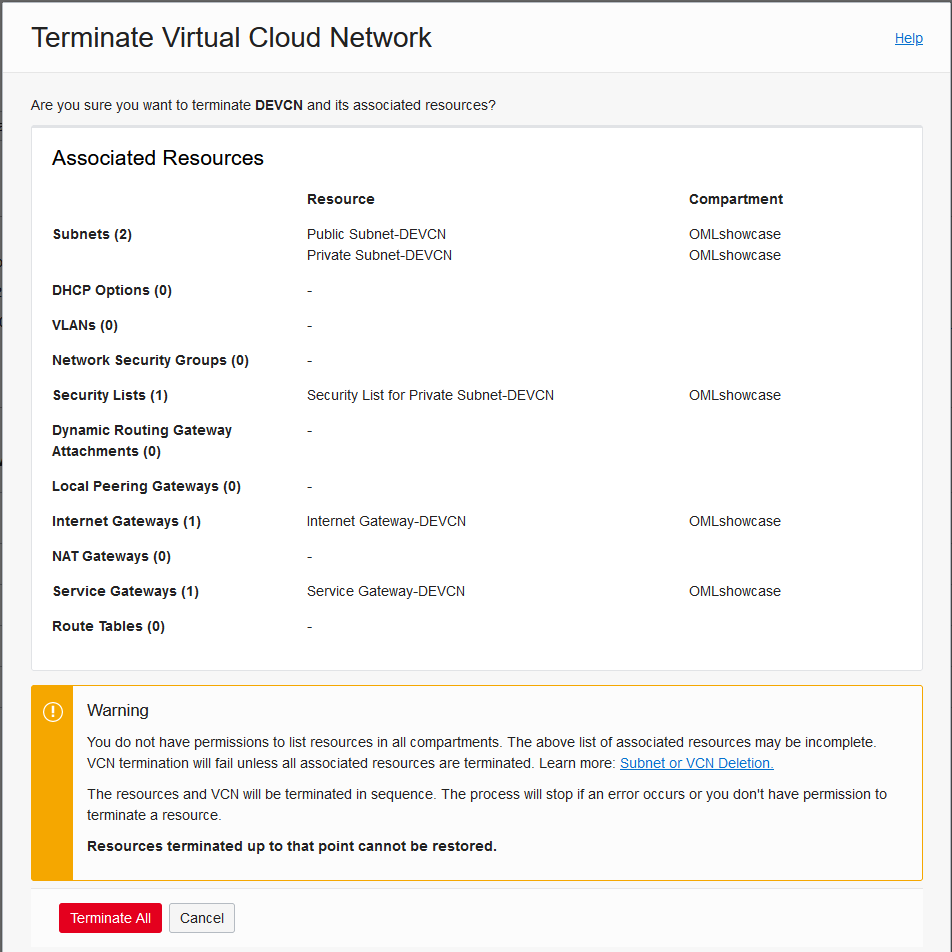 Terminate Virtual Cloud Network
Help
Are you sure you want to terminate DEVCN and its associated resources?
Associated Resources
Resource Compartment
Subnets (2) Public Subnet-DEVCN OMLshowcase
Private Subnet-DEVCN OMLshowcase
DHCP Options (0) -
VLANs (0) -
Network Security Groups (0) -
Security Lists (1) Security List for Private Subnet-DEVCN OMLshowcase
Dynamic Routing Gateway -
Attachments (0)
Local Peering Gateways (0) -
Internet Gateways (1) Internet Gateway-DEVCN OMLshowcase
NAT Gateways (0) -
Service Gateways (1) Service Gateway-DEVCN OMLshowcase
Route Tables (0) -
Warning
You do not have permissions to list resources in all compartments. The above list of associated resources may be incomplete.
VCN termination will fail unless all associated resources are terminated. Learn more: Subnet or VCN Deletion.
The resources and VCN will be terminated in sequence. The process will stop if an error occurs or you don't have permission to
terminate a resource.
Resources terminated up to that point cannot be restored.
Terminate All Cancel